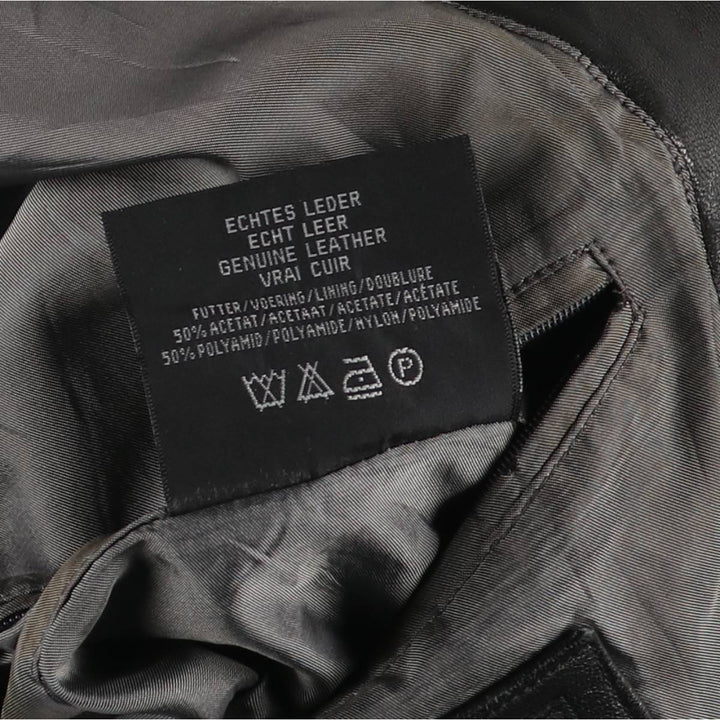 ECHTES LEDER
ECHT LEER
GENUINE LEATHER
VRAI CUIR
FUTTER/VOERING/LINING/DOUBLURE
50% ACETAT/ACETAAT/ACETATE/ACÉTATE
50% POLYAMID/POLYAMIDE/NYLON/POLYAMIDE
P